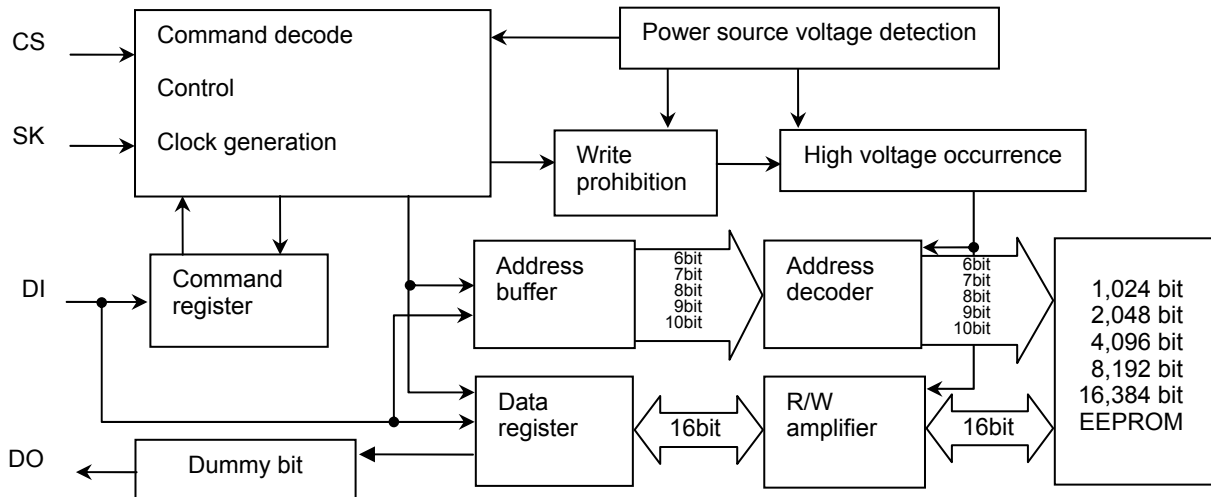 CS
Command decode
Power source voltage detection
Control
SK
Clock generation
Write
prohibition
High voltage occurrence
DI
Command
register
Address
buffer
6bit
7bit
8bit
9bit
10bit
Address
decoder
6bit
7bit
8bit
9bit
10bit
1,024 bit
2,048 bit
4,096 bit
8,192 bit
16,384 bit
EEPROM
Data
register
16bit
R/W
amplifier
16bit
DO
Dummy bit